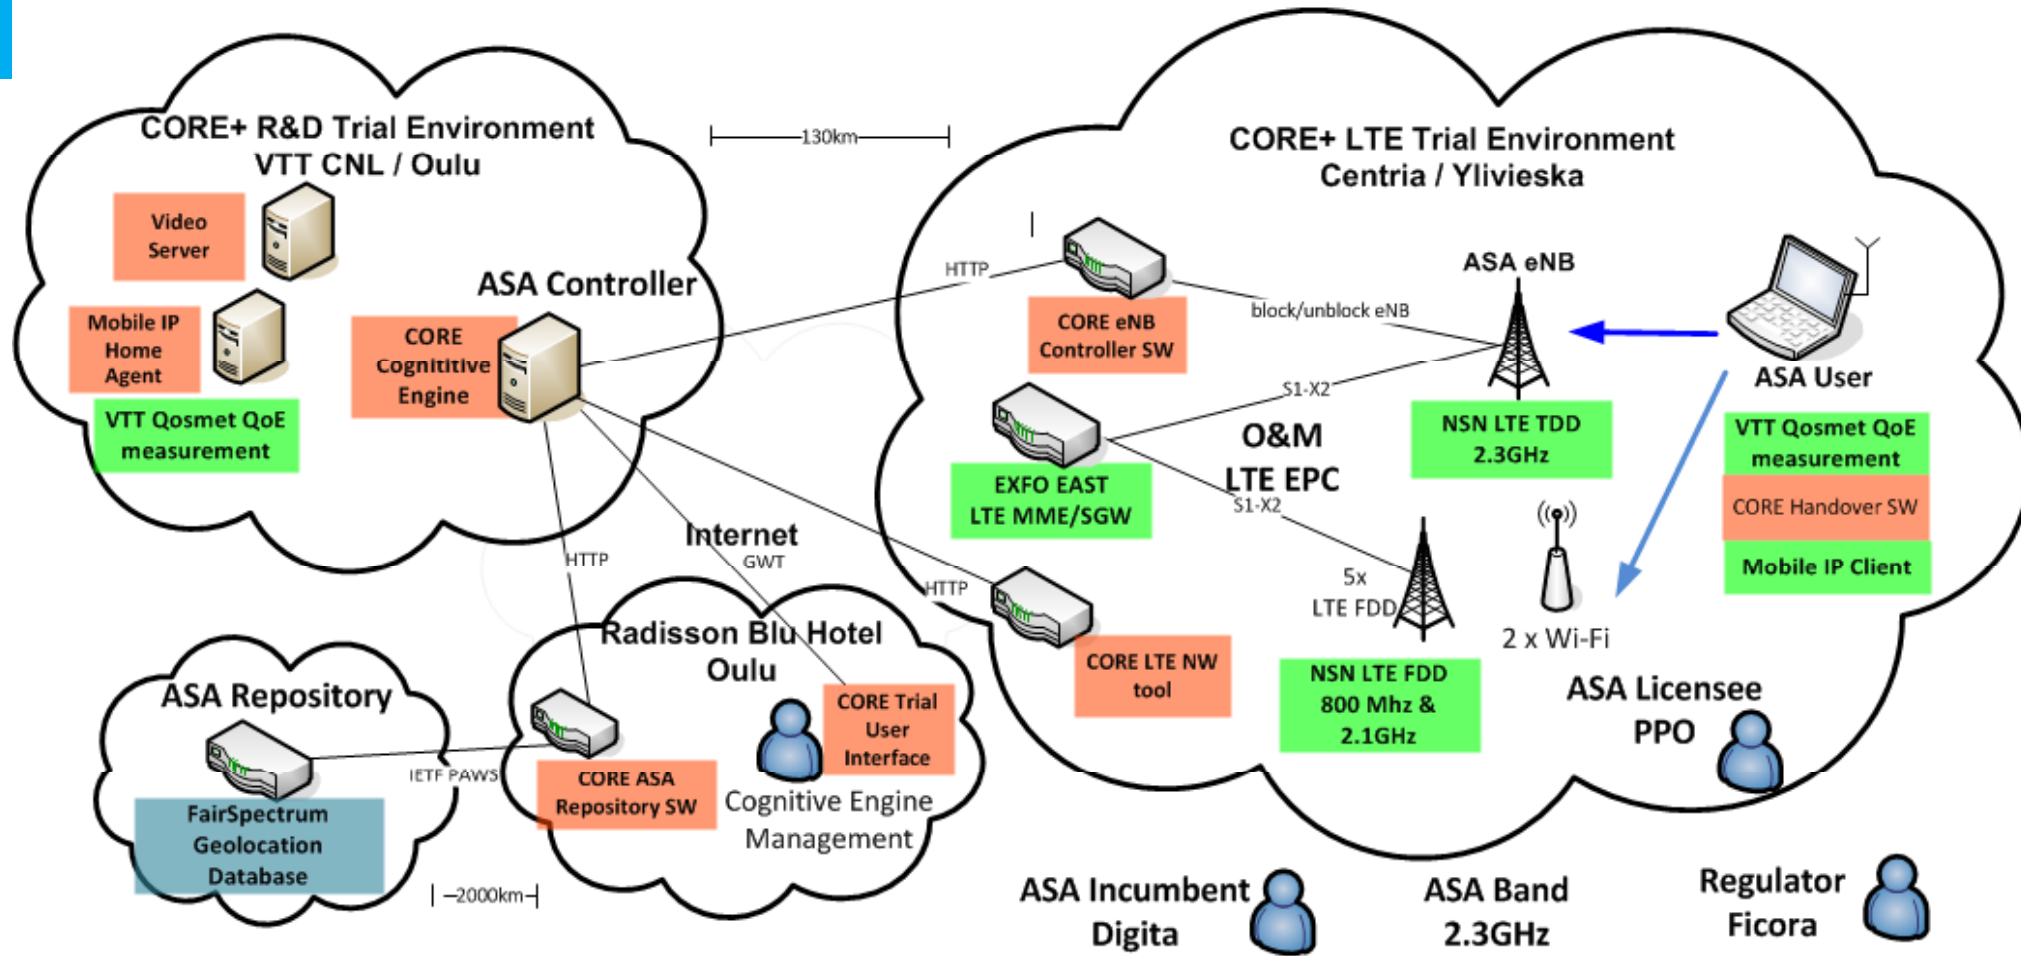 CORE+ R&D Trial Environment
VTT CNL / Oulu
Video
Server
Mobile IP
Home
Agent
VTT Qosmet QoE
measurement
ASA Controller
CORE
Cognititive
Engine
130km
CORE+ LTE Trial Environment
Centria / Ylivieska
HTTP
CORE eNB
Controller SW
block/unblock eNB
ASA eNB
NSN LTE TDD
2.3GHz
ASA User
VTT Qosmet QoE
measurement
CORE Handover SW
Mobile IP Client
S1-X2
O&M
LTE EPC
S1-X2
EXFO EAST
LTE MME/SGW
HTTP
CORE LTE NW
tool
5x
LTE FDD
NSN LTE FDD
800 Mhz &
2.1GHz
2 x Wi-Fi
ASA Licensee
PPO
Internet
GWT
HTTP
Radisson Blu Hotel
Oulu
CORE ASA
Repository SW
CORE Trial
User
Interface
Cognitive Engine
Management
ASA Repository
IETF PAWS
FairSpectrum
Geolocation
Database
2000km
ASA Incumbent
Digita
ASA Band
2.3GHz
Regulator
Ficora